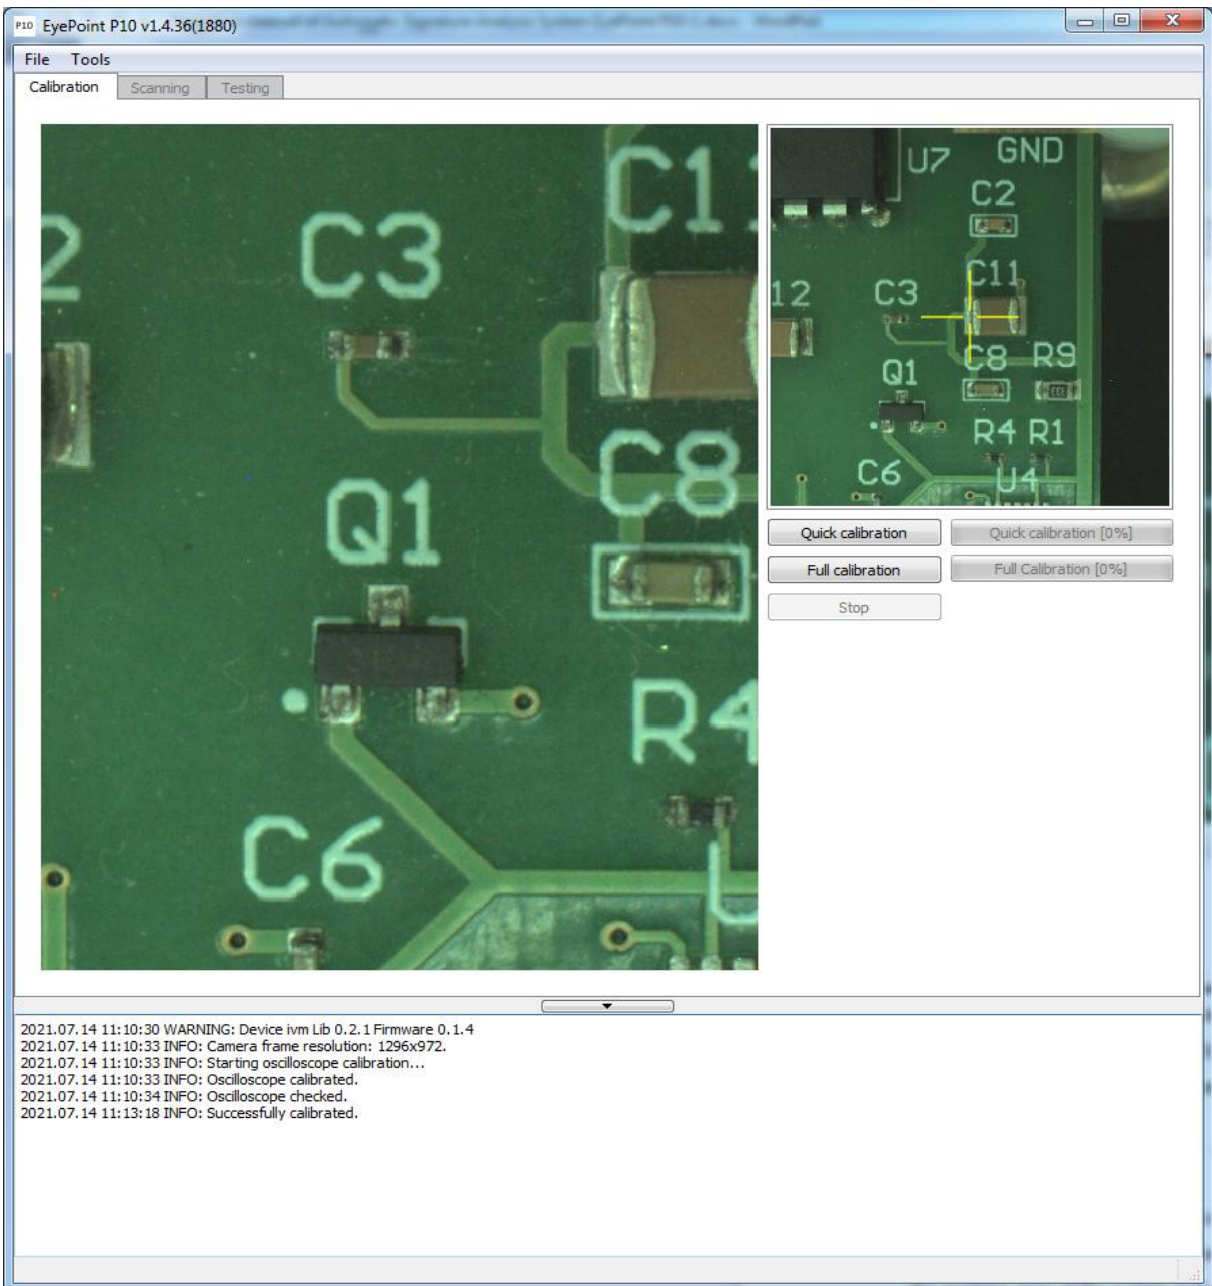 P10 EyePoint P10 v1.4.36(1880)
File Tools
Calibration Scanning Testing
2
C3
C11
C8
Q1
R4
C6
U7 GND
C2
12 C3 C11
Q1 C8 R9
R4 R1
C6 U4
Quick calibration Quick calibration [0%]
Full calibration Full Calibration [0%]
Stop
2021.07.14 11:10:30 WARNING: Device ivm Lib 0.2.1 Firmware 0.1.4
2021.07.14 11:10:33 INFO: Camera frame resolution: 1296x972.
2021.07.14 11:10:33 INFO: Starting oscilloscope calibration...
2021.07.14 11:10:33 INFO: Oscilloscope calibrated.
2021.07.14 11:10:34 INFO: Oscilloscope checked.
2021.07.14 11:13:18 INFO: Successfully calibrated.